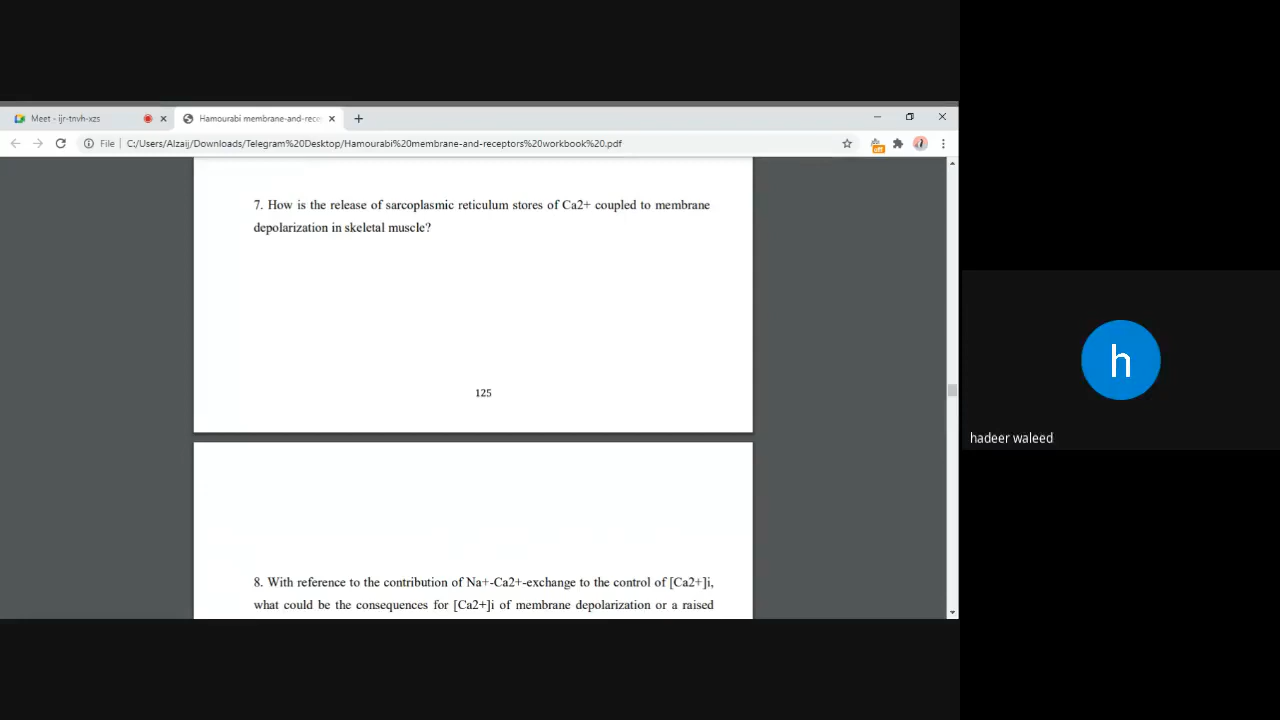 Meet - ijr-tnvh-xzs
Hamourabi membrane-and-rece
File
C:/Users/Alzaij/Downloads/Telegram%20Desktop/Hamourabi%20membrane-and-receptors%20workbook%20.pdf
off
7. How is the release of sarcoplasmic reticulum stores of Ca2+ coupled to membrane
depolarization in skeletal muscle?
125
8. With reference to the contribution of Na+-Ca2+-exchange to the control of [Ca2+]i,
what could be the consequences for [Ca2+]i of membrane depolarization or a raised
h
hadeer waleed